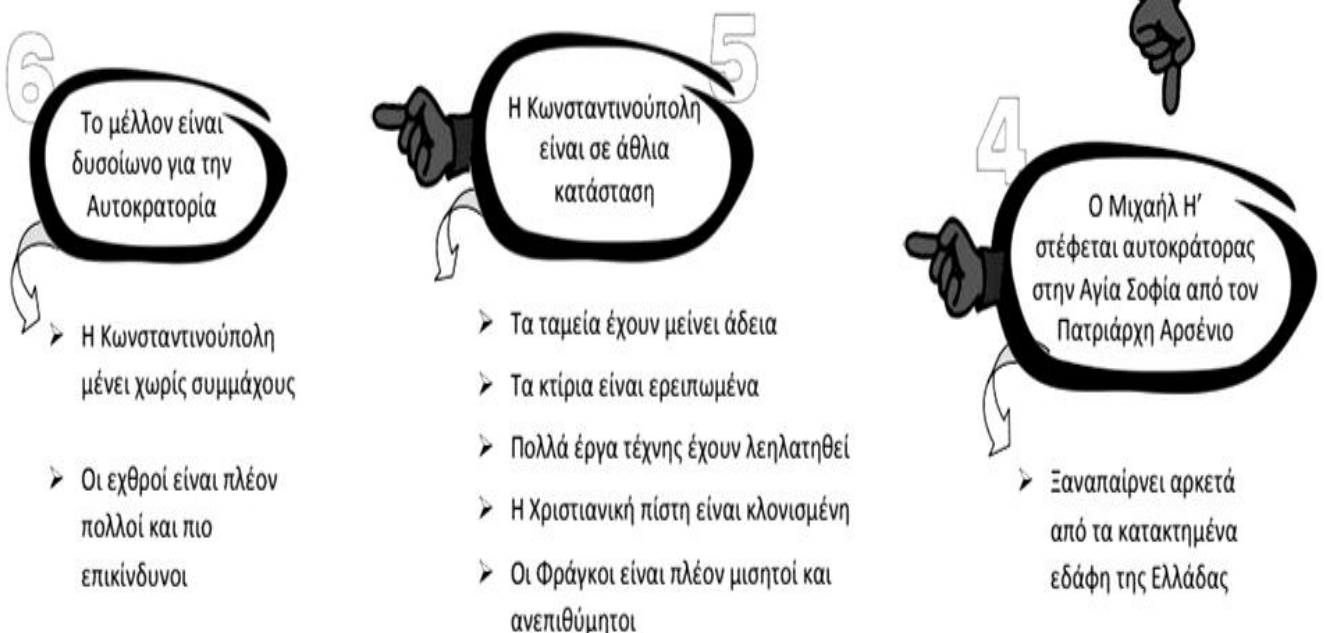 6
Το μέλλον είναι
δυσοίωνο για την
Αυτοκρατορία
➢ Η Κωνσταντινούπολη
μένει χωρίς συμμάχους
➢ Οι εχθροί είναι πλέον
πολλοί και πιο
επικίνδυνοι
5
Η Κωνσταντινούπολη
είναι σε άθλια
κατάσταση
➢ Τα ταμεία έχουν μείνει άδεια
➢ Τα κτίρια είναι ερειπωμένα
➢ Πολλά έργα τέχνης έχουν λεηλατηθεί
➢ Η Χριστιανική πίστη είναι κλονισμένη
➢ Οι Φράγκοι είναι πλέον μισητοί και
ανεπιθύμητοι
4
Ο Μιχαήλ Η’
στέφεται αυτοκράτορας
στην Αγία Σοφία από τον
Πατριάρχη Αρσένιο
➢ Ξαναπαίρνει αρκετά
από τα κατακτημένα
εδάφη της Ελλάδας